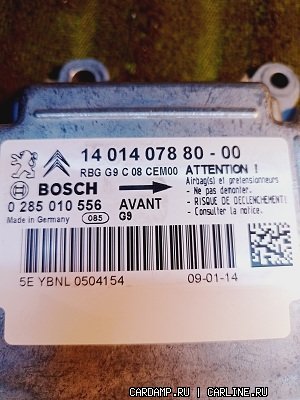 14 014 078 80 - 00
RBG G9 C 08 CEM00
ATTENTION !
Airbag(s) et prétensionneurs
- Ne pas démonter.
- RISQUE DE DECLENCHEMENT!
- Consulter la notice.
BOSCH
0 285 010 556
AVANT
Made in Germany
085
G9
5E YBNL 0504154
09-01-14
CARDAMP.RU | CARLINE.RU